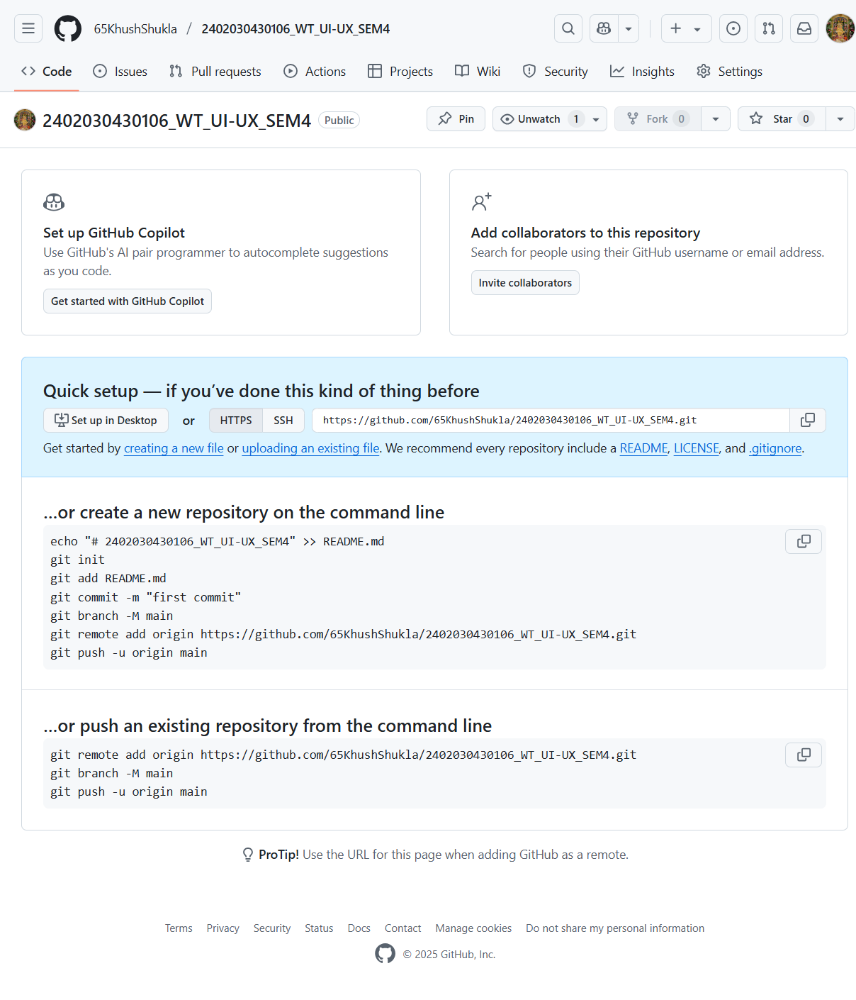 65KhushShukla / 2402030430106_WT_UI-UX_SEM4
Code Issues Pull requests Actions Projects Wiki Security Insights Settings
2402030430106_WT_UI-UX_SEM4 Public Pin Unwatch 1 Fork 0 Star 0
Set up GitHub Copilot
Use GitHub's AI pair programmer to autocomplete suggestions
as you code.
Get started with GitHub Copilot
Add collaborators to this repository
Search for people using their GitHub username or email address.
Invite collaborators
Quick setup — if you’ve done this kind of thing before
Set up in Desktop or HTTPS SSH https://github.com/65KhushShukla/2402030430106_WT_UI-UX_SEM4.git
Get started by creating a new file or uploading an existing file. We recommend every repository include a README, LICENSE, and .gitignore.
…or create a new repository on the command line
echo "# 2402030430106_WT_UI-UX_SEM4" >> README.md
git init
git add README.md
git commit -m "first commit"
git branch -M main
git remote add origin https://github.com/65KhushShukla/2402030430106_WT_UI-UX_SEM4.git
git push -u origin main
…or push an existing repository from the command line
git remote add origin https://github.com/65KhushShukla/2402030430106_WT_UI-UX_SEM4.git
git branch -M main
git push -u origin main
ProTip! Use the URL for this page when adding GitHub as a remote.
Terms Privacy Security Status Docs Contact Manage cookies Do not share my personal information
© 2025 GitHub, Inc.